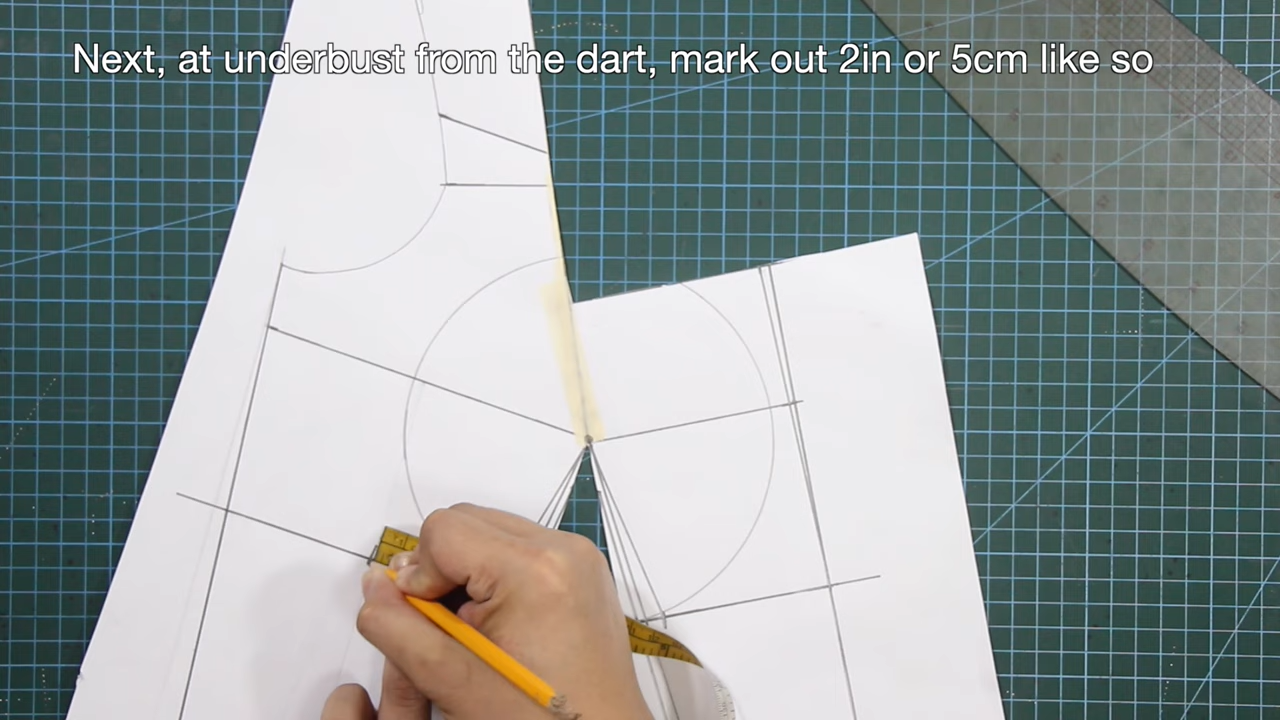 Next, at underbust from the dart, mark out 2in or 5cm like so